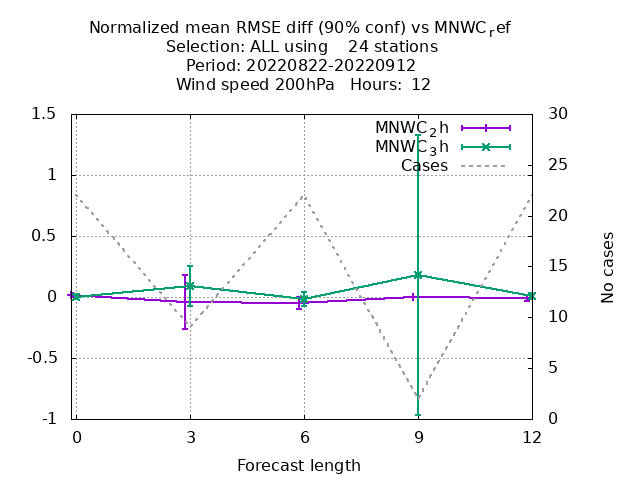 Normalized mean RMSE diff (90% conf) vs MNWC_ref
Selection: ALL using    24 stations
Period: 20220822-20220912
Wind speed 200hPa   Hours:  12
1.5
1
0.5
0
-0.5
-1
30
25
20
15
10
5
0
MNWC_2h
MNWC_3h
Cases
No cases
0
3
6
9
12
Forecast length